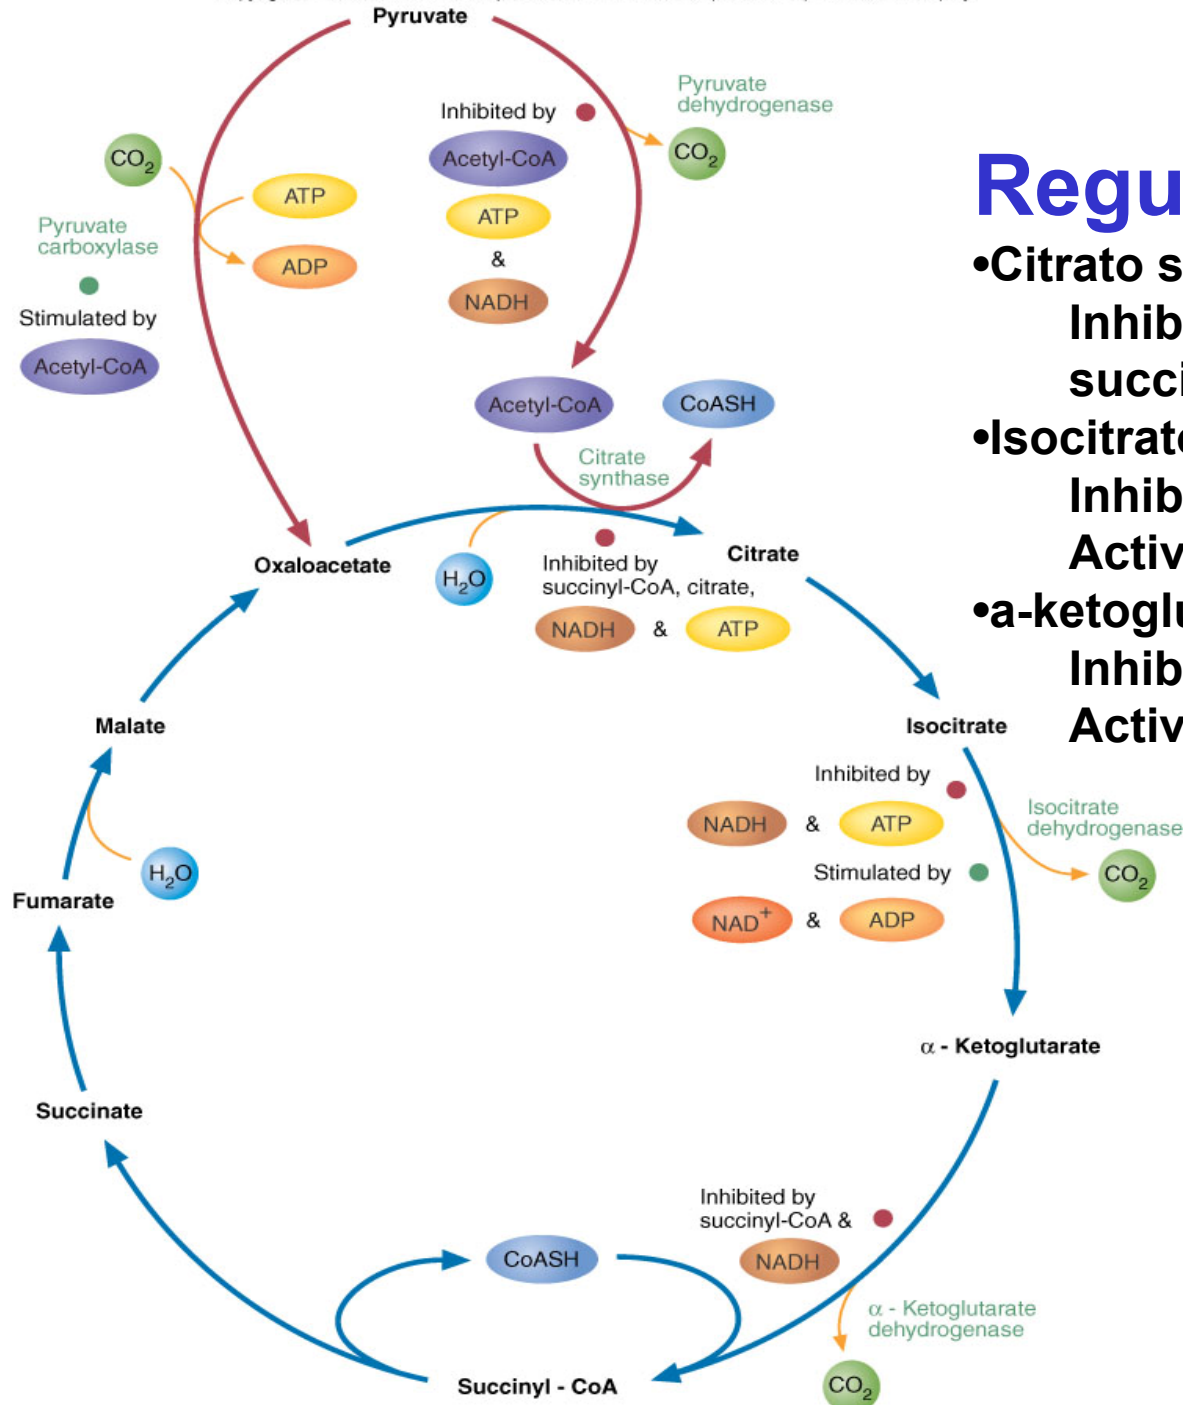 Pyruvate
Pyruvate
dehydrogenase
Inhibited by
Acetyl-CoA
CO2
CO2
ATP
ATP
Pyruvate
carboxylase
&
ADP
NADH
Stimulated by
Acetyl-CoA
Acetyl-CoA
CoASH
Citrate
synthase
Oxaloacetate
H2O
Citrate
Inhibited by
succinyl-CoA, citrate,
NADH & ATP
Malate
Isocitrate
Inhibited by
NADH & ATP
Isocitrate
dehydrogenase
Stimulated by
CO2
H2O
Fumarate
NAD+ & ADP
α - Ketoglutarate
Succinate
Inhibited by
succinyl-CoA &
NADH
CoASH
α - Ketoglutarate
dehydrogenase
Succinyl - CoA
CO2
Regu
•Citrato s
Inhib
succi
•Isocitrat
Inhib
Activ
•a-ketoglu
Inhib
Activ